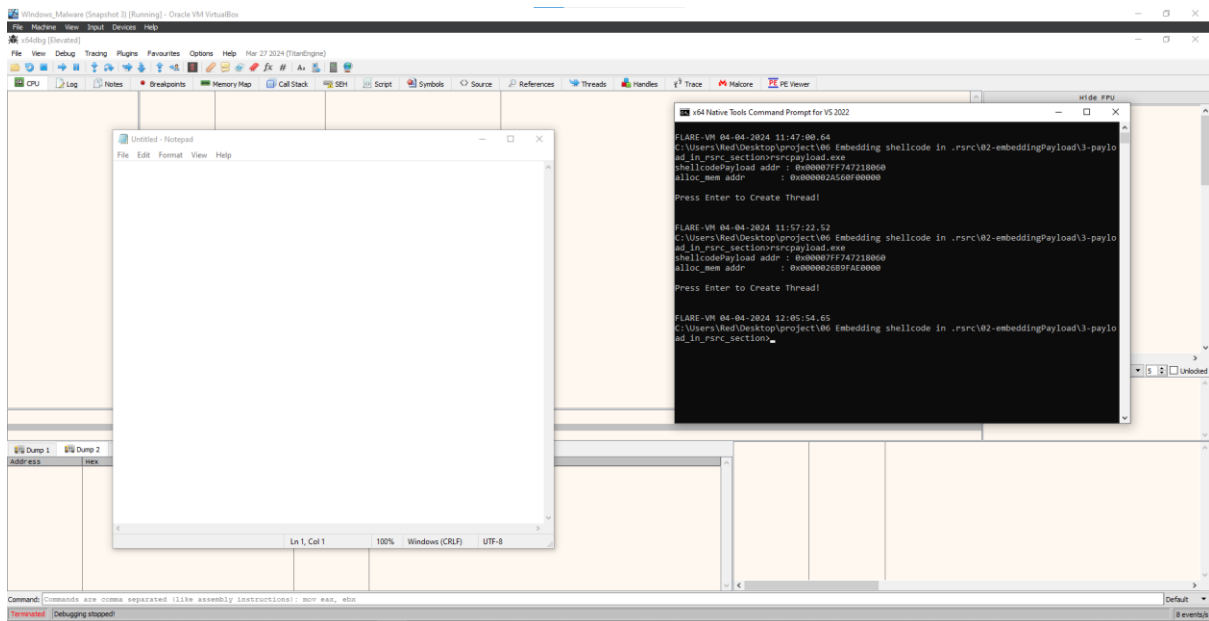 Windows_Malware (Snapshot 3) [Running] - Oracle VM VirtualBox
File Machine View Input Devices Help
x64dbg [Elevated]
File View Debug Tracing Plugins Favourites Options Help Mar 27 2024 (TitanEngine)
CPU Log Notes Breakpoints Memory Map Call Stack SEH Script Symbols Source References Threads Handles Trace Malcore PE Viewer
Hide FPU
Untitled - Notepad
File Edit Format View Help
Ln 1, Col 1 100% Windows (CRLF) UTF-8
x64 Native Tools Command Prompt for VS 2022
FLARE-VM 04-04-2024 11:47:00.64
C:\Users\Red\Desktop\project\06 Embedding shellcode in .rsrc\02-embeddingPayload\3-paylo
ad_in_rsrc_section>rsrcpayload.exe
shellcodePayload addr : 0x00007FF747218060
alloc_mem addr : 0x000002A560F00000
Press Enter to Create Thread!
FLARE-VM 04-04-2024 11:57:22.52
C:\Users\Red\Desktop\project\06 Embedding shellcode in .rsrc\02-embeddingPayload\3-paylo
ad_in_rsrc_section>rsrcpayload.exe
shellcodePayload addr : 0x00007FF747218060
alloc_mem addr : 0x0000026B9FAE0000
Press Enter to Create Thread!
FLARE-VM 04-04-2024 12:05:54.65
C:\Users\Red\Desktop\project\06 Embedding shellcode in .rsrc\02-embeddingPayload\3-paylo
ad_in_rsrc_section>
5 Unlocked
Dump 1 Dump 2
Address Hex
Command: Commands are comma separated (like assembly instructions): mov eax, ebx
Default
Terminated Debugging stopped!
8 events/s